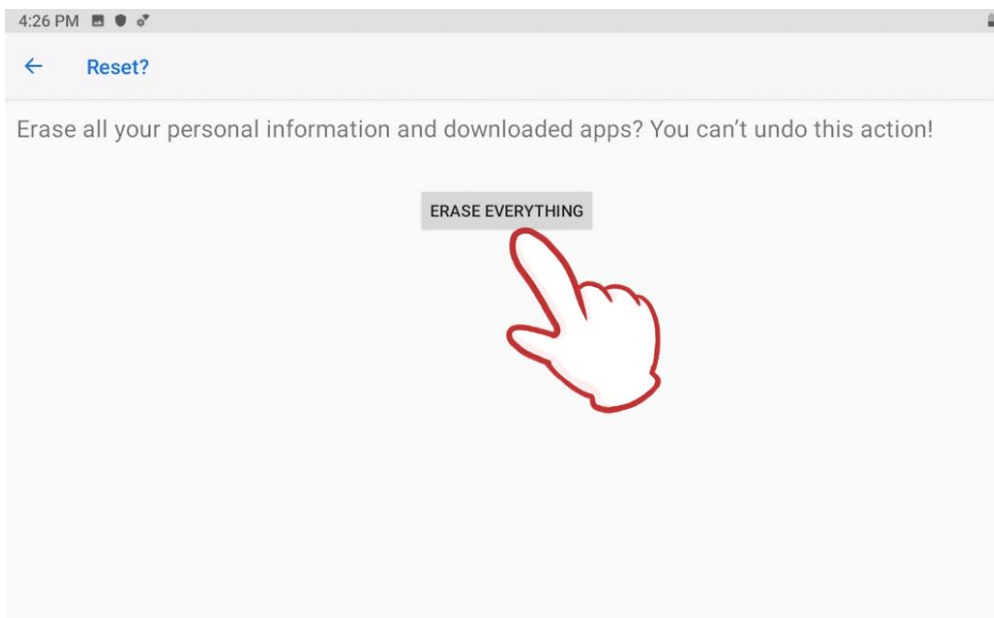 4:26 PM
Reset?
Erase all your personal information and downloaded apps? You can’t undo this action!
ERASE EVERYTHING